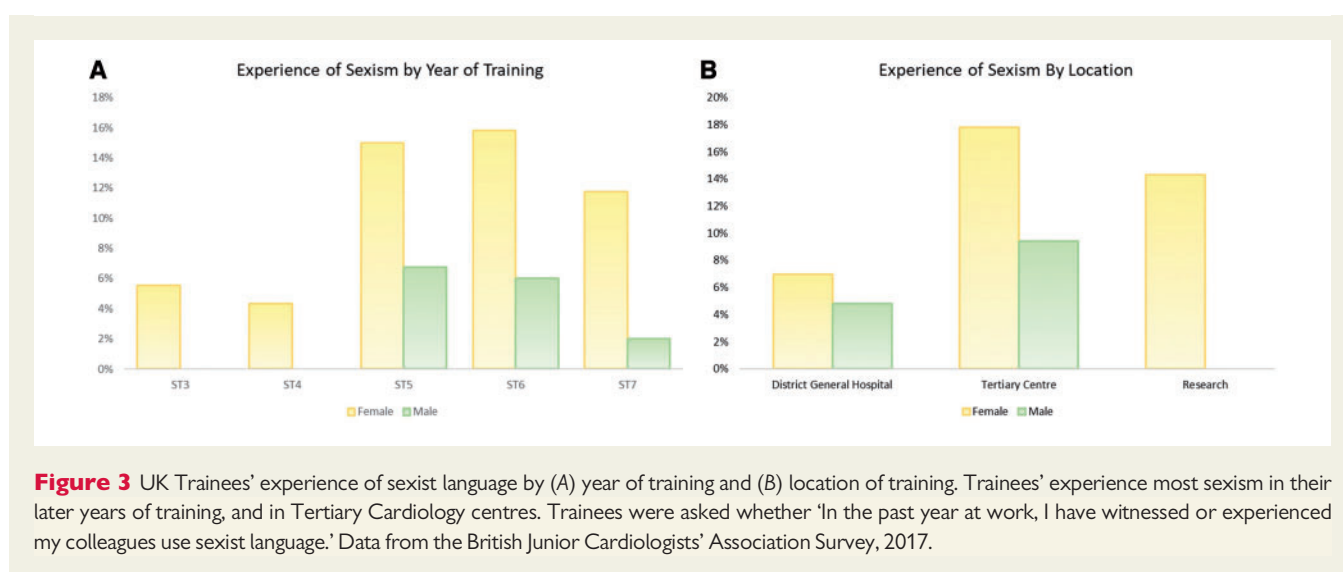 A
Experience of Sexism by Year of Training
18%
16%
14%
12%
10%
8%
6%
4%
2%
0%
ST3 ST4 ST5 ST6 ST7
Female Male
B
Experience of Sexism By Location
20%
18%
16%
14%
12%
10%
8%
6%
4%
2%
0%
District General Hospital Tertiary Centre Research
Female Male
Figure 3 UK Trainees’ experience of sexist language by (A) year of training and (B) location of training. Trainees’ experience most sexism in their
later years of training, and in Tertiary Cardiology centres. Trainees were asked whether ‘In the past year at work, I have witnessed or experienced
my colleagues use sexist language.’ Data from the British Junior Cardiologists’ Association Survey, 2017.